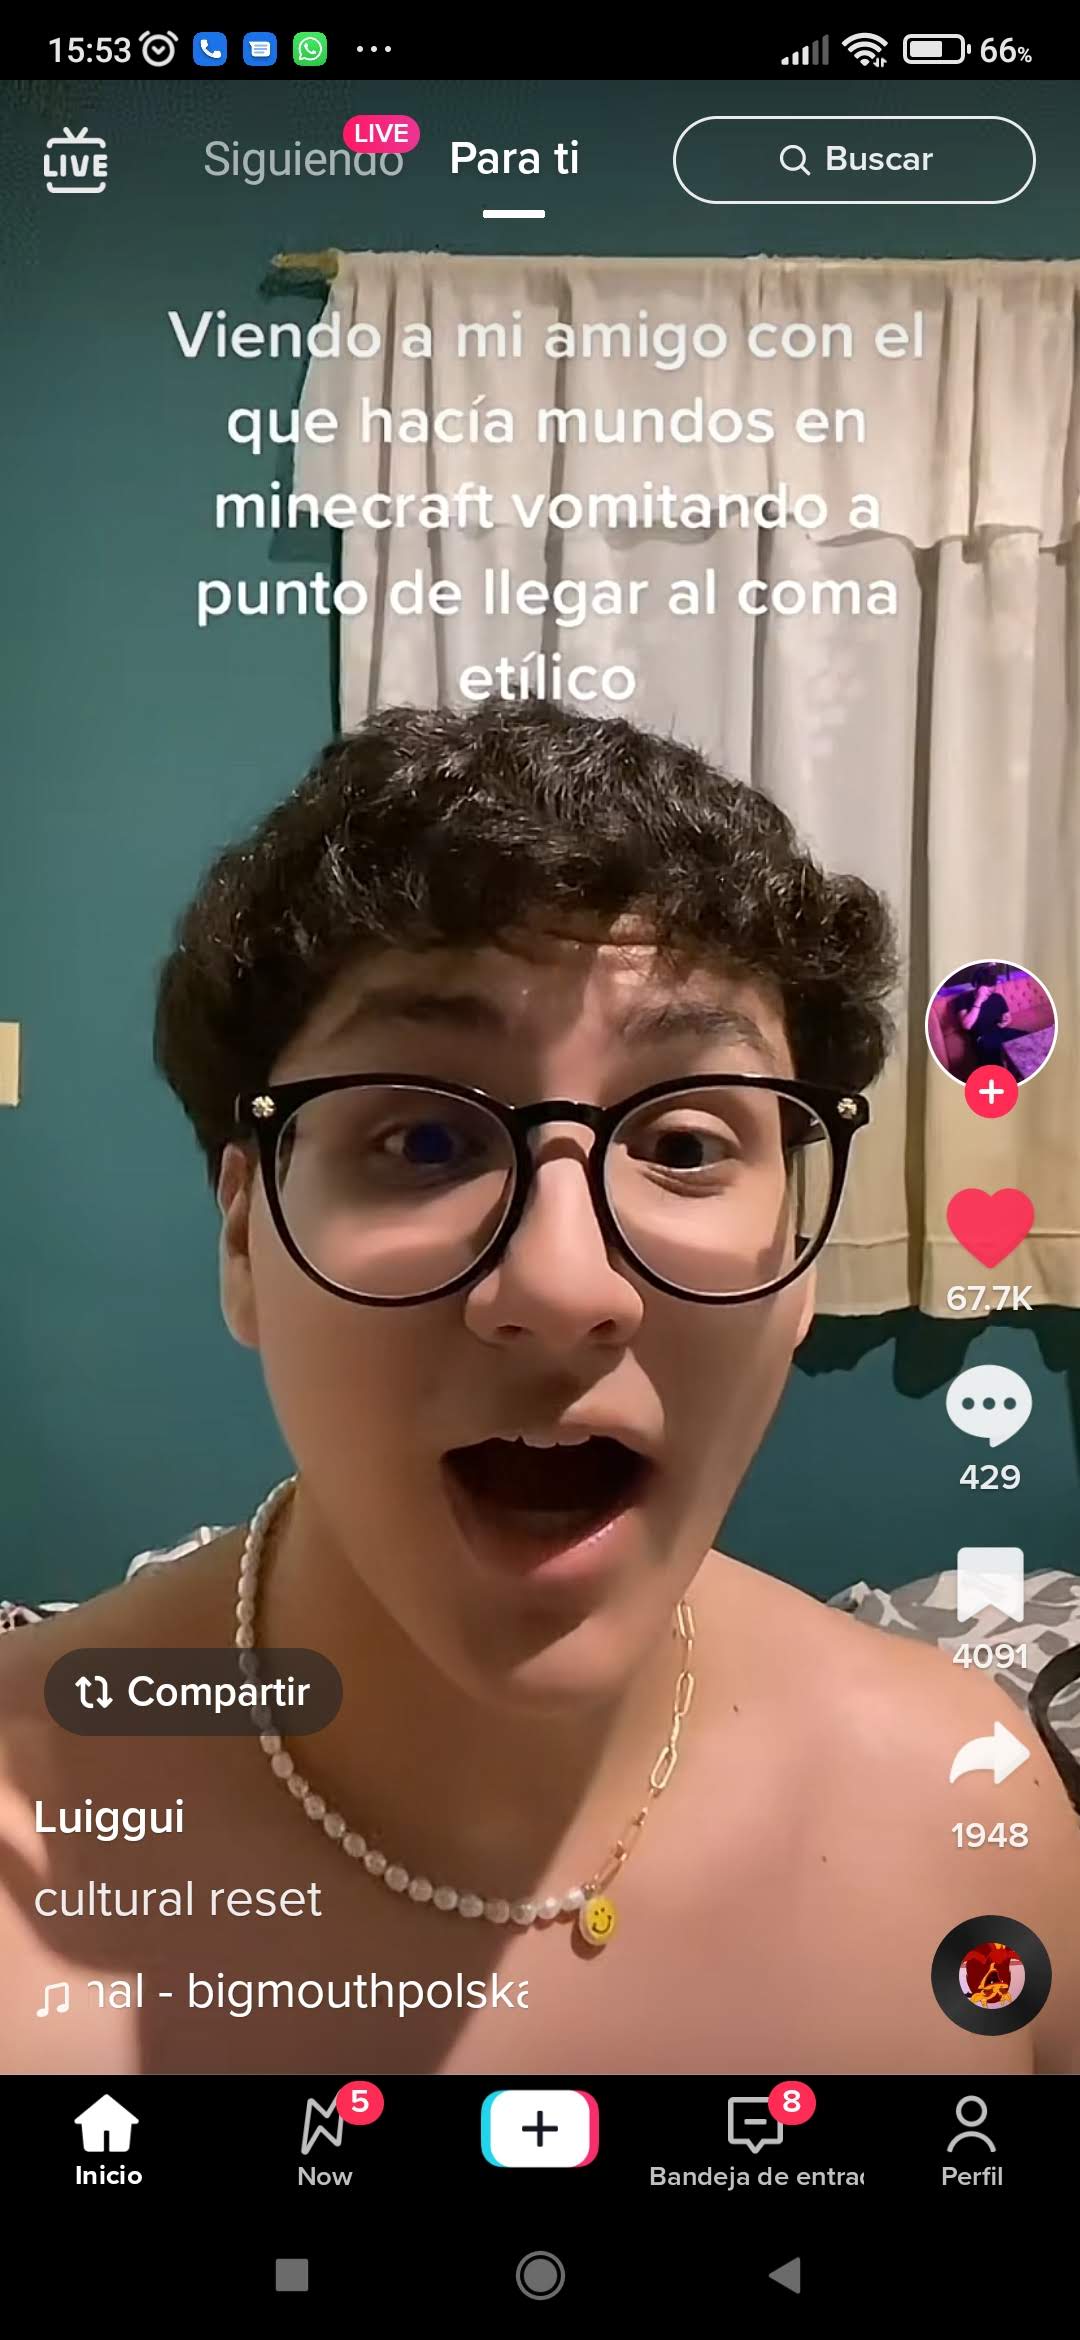 15:53
66%
LIVE
Siguiendo
LIVE
Para ti
Buscar
Viendo a mi amigo con el
que hacía mundos en
minecraft vomitando a
punto de llegar al coma
etílico
67.7K
429
4091
Compartir
1948
Luiggui
cultural reset
nal - bigmouthpolska
5
8
Inicio
Now
Bandeja de entrad
Perfil